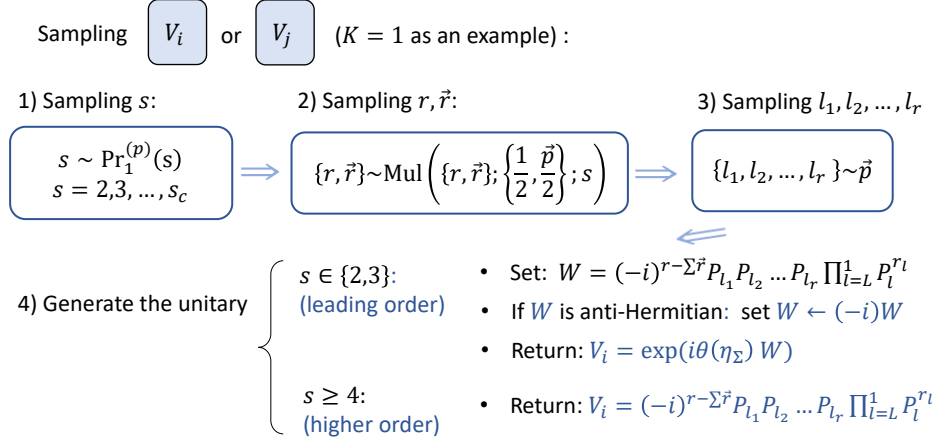 Sampling V_i or V_j (K = 1 as an example) :
1) Sampling s:
s ~ Pr_1^{(p)}(s)
s = 2,3, … , s_c
2) Sampling r, r⃗:
{r, r⃗}~Mul ( {r, r⃗}; {1/2, p⃗/2} ; s )
3) Sampling l_1, l_2, … , l_r
{l_1, l_2, … , l_r }~p⃗
4) Generate the unitary
s ∈ {2,3}:
(leading order)
• Set: W = (−i)^{r−Σr⃗} P_{l_1} P_{l_2} … P_{l_r} ∏_{l=L}^{1} P_l^{r_l}
• If W is anti-Hermitian: set W ← (−i)W
• Return: V_i = exp(iθ(η_Σ) W)
s ≥ 4:
(higher order)
• Return: V_i = (−i)^{r−Σr⃗} P_{l_1} P_{l_2} … P_{l_r} ∏_{l=L}^{1} P_l^{r_l}